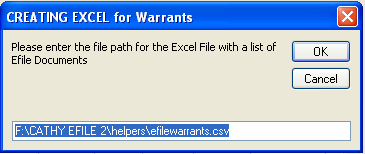 CREATING EXCEL for Warrants
Please enter the file path for the Excel File with a list of
Efile Documents
OK
Cancel
F:\CATHY EFILE 2\helpers\efilewarrants.csv